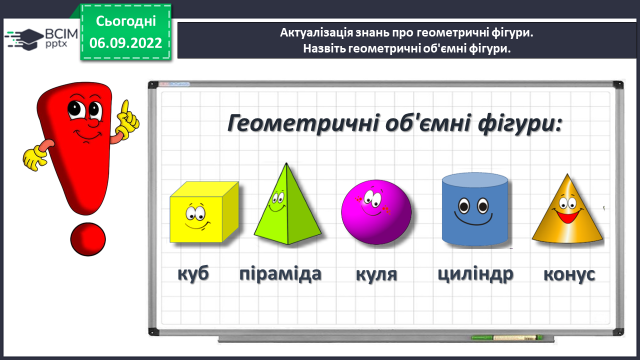 Сьогодні
06.09.2022
BCIM
pptx
Актуалізація знань про геометричні фігури.
Назвіть геометричні об'ємні фігури.
Геометричні об'ємні фігури:
куб піраміда куля циліндр конус